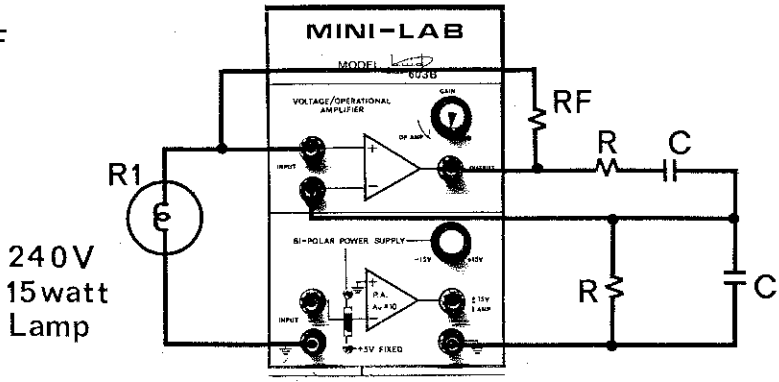 MINI-LAB
MODEL 603B
VOLTAGE/OPERATIONAL
AMPLIFIER
GAIN
OP AMP
INPUT
OUTPUT
+
−
RF
R
C
R1
240V
15watt
Lamp
BI-POLAR POWER SUPPLY
-15V
+15V
+
−
P.A.
Av=10
INPUT
±15V
1 AMP
+5V FIXED
R
C